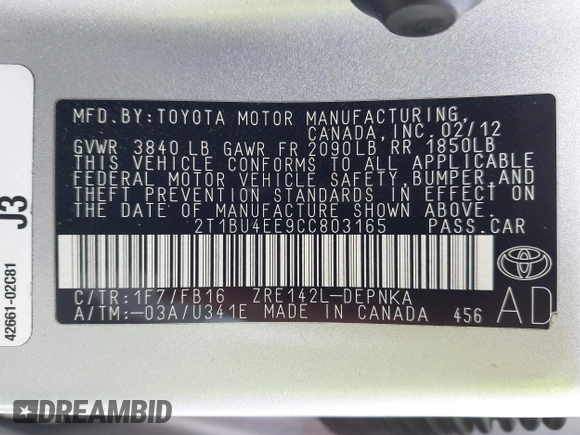 MFD.BY:TOYOTA MOTOR MANUFACTURING,
CANADA,INC.02/12
GVWR 3840 LB GAWR FR 2090LB RR 1850LB
THIS VEHICLE CONFORMS TO ALL APPLICABLE
FEDERAL MOTOR VEHICLE SAFETY, BUMPER,AND
THEFT PREVENTION STANDARDS IN EFFECT ON
THE DATE OF MANUFACTURE SHOWN ABOVE.
2T1BU4EE9CC803165 PASS.CAR
C/TR:1F7/FB16 ZRE142L-DEPNKA
A/TM:-03A/U341E MADE IN CANADA 456
AD
J3
42661-02C81
DREAMBID